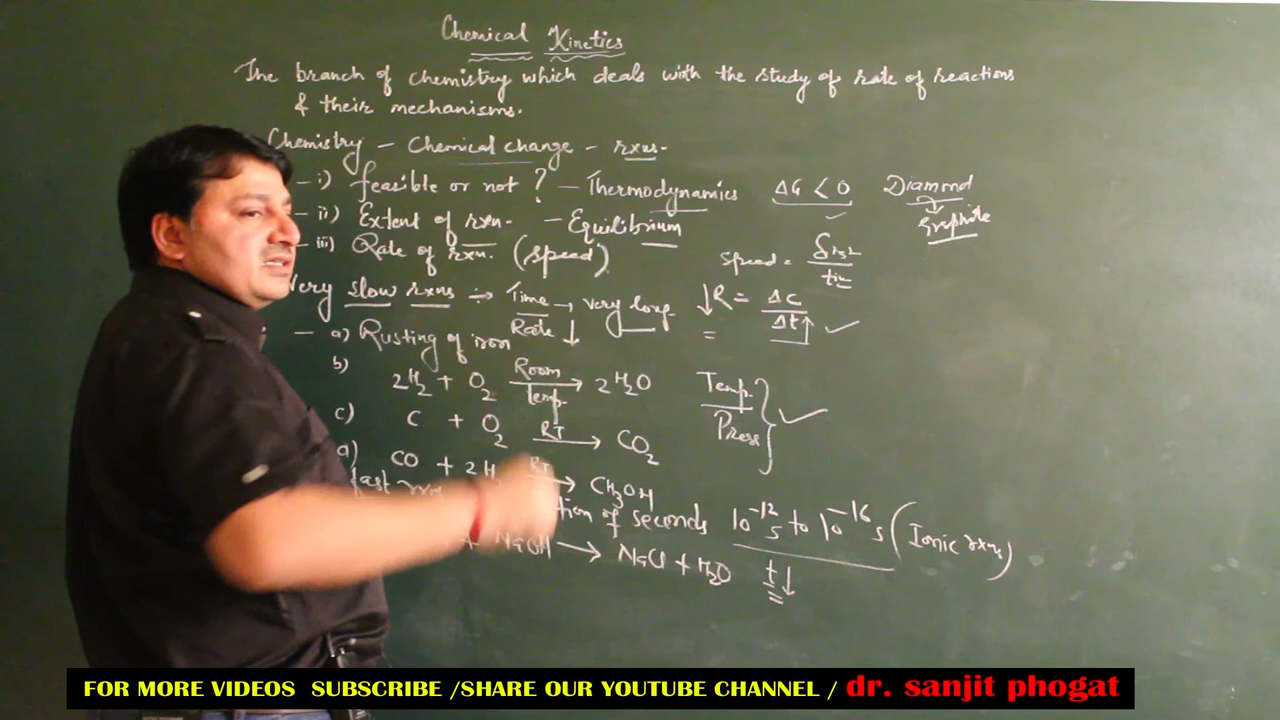 Chemical Kinetics
The branch of chemistry which deals with the study of rate of reactions
& their mechanisms.
Chemistry - Chemical change - rxns-
- i) feasible or not ? - Thermodynamics ΔG < 0 Diamond
↓
Graphite
- ii) Extent of rxn. - Equilibrium
- iii) Rate of rxn. (speed) speed = dis/time
Very slow rxns ÷ Time → very long ↓R = Δc/Δt↑ ✓
Rate ↓ =
- a) Rusting of iron
b) 2H₂ + O₂ —Room temp.→ 2H₂O Temp. Press } ✓
c) C + O₂ —RT→ CO₂
a) CO + 2H₂ —RT→ CH₃OH
fast
of seconds 10⁻¹² s to 10⁻¹⁶ s (Ionic rxns)
+ NaOH → NaCl + H₂O t↓
FOR MORE VIDEOS SUBSCRIBE /SHARE OUR YOUTUBE CHANNEL / dr. sanjit phogat